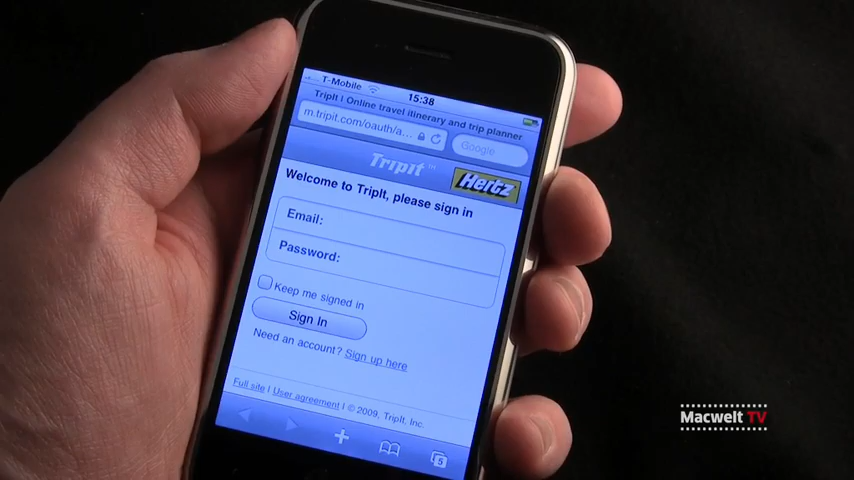 T-Mobile
15:38
TripIt | Online travel itinerary and trip planner
m.tripit.com/oauth/a...
Google
TripIt™
Hertz
Welcome to TripIt, please sign in
Email:
Password:
Keep me signed in
Sign In
Need an account? Sign up here
Full site | User agreement | © 2009, TripIt, Inc.
5
Macwelt TV